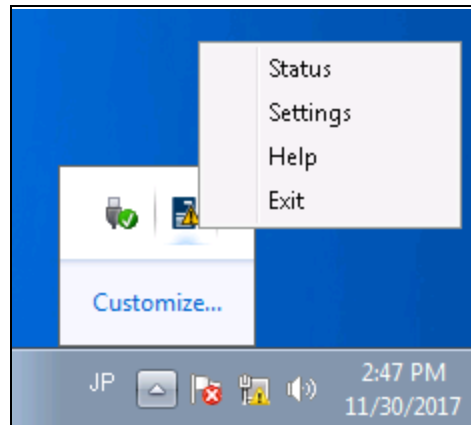 Status
Settings
Help
Exit
Customize...
JP
2:47 PM
11/30/2017